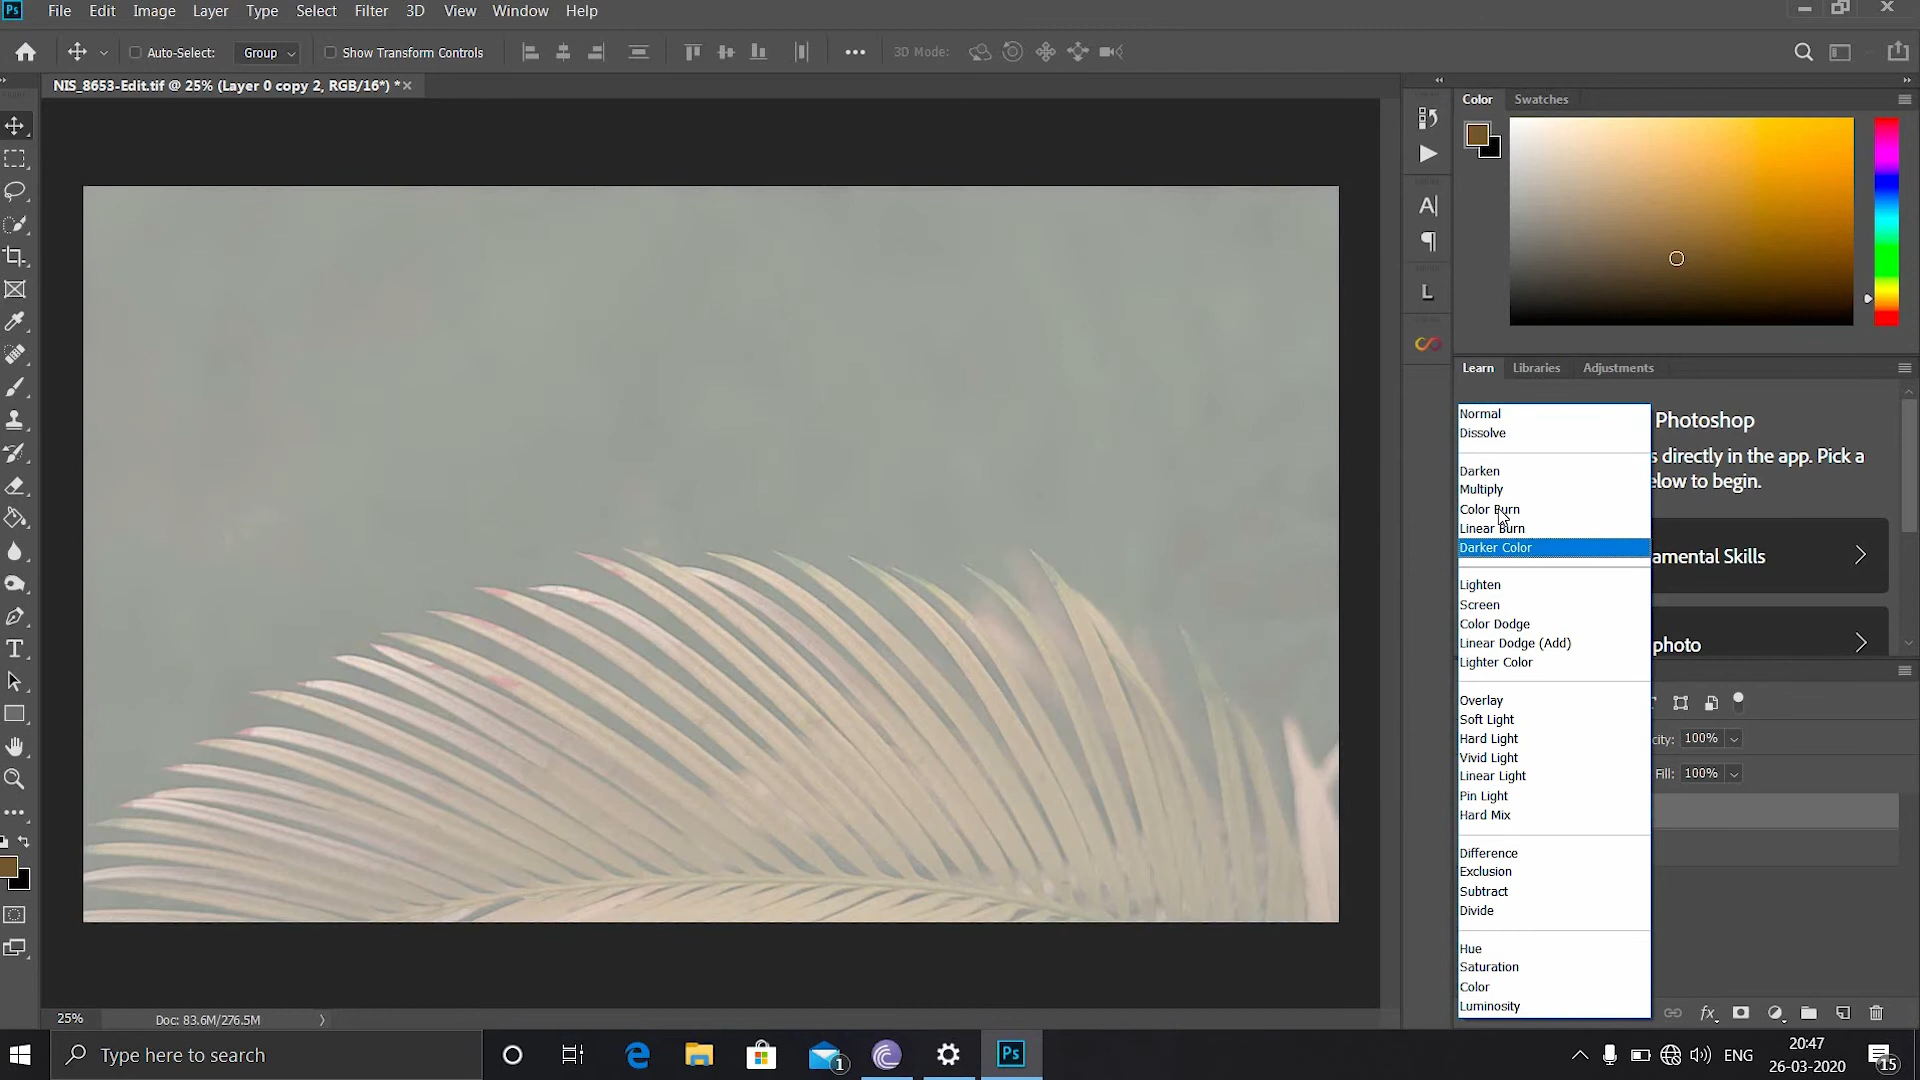 Ps File Edit Image Layer Type Select Filter 3D View Window Help
Auto-Select: Group Show Transform Controls 3D Mode:
NIS_8653-Edit.tif @ 25% (Layer 0 copy 2, RGB/16*) *
Color Swatches
Learn Libraries Adjustments
Photoshop
s directly in the app. Pick a
elow to begin.
amental Skills
photo
Normal
Dissolve
Darken
Multiply
Color Burn
Linear Burn
Darker Color
Lighten
Screen
Color Dodge
Linear Dodge (Add)
Lighter Color
Overlay
Soft Light
Hard Light
Vivid Light
Linear Light
Pin Light
Hard Mix
Difference
Exclusion
Subtract
Divide
Hue
Saturation
Color
Luminosity
city: 100%
Fill: 100%
fx
25% Doc: 83.6M/276.5M
Type here to search
1
Ps
ENG
20:47
26-03-2020
15